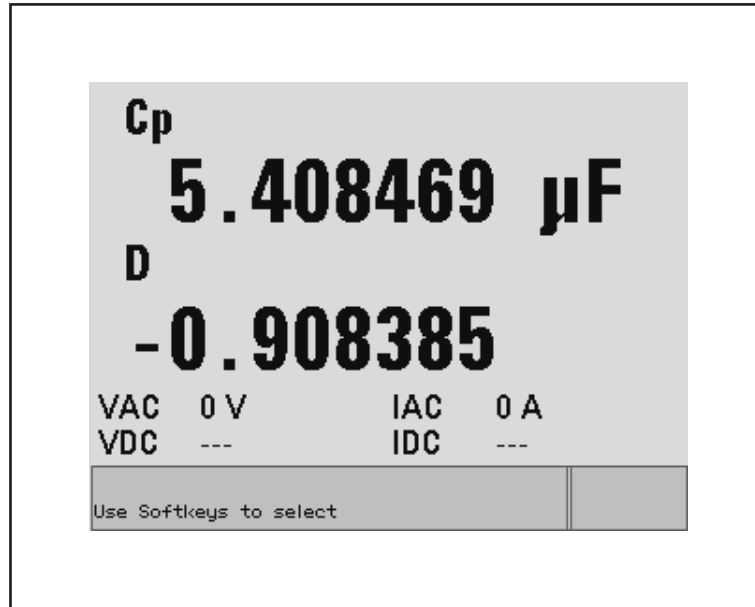 Cp
5.408469 µF
D
-0.908385
VAC 0 V IAC 0 A
VDC --- IDC ---
Use Softkeys to select